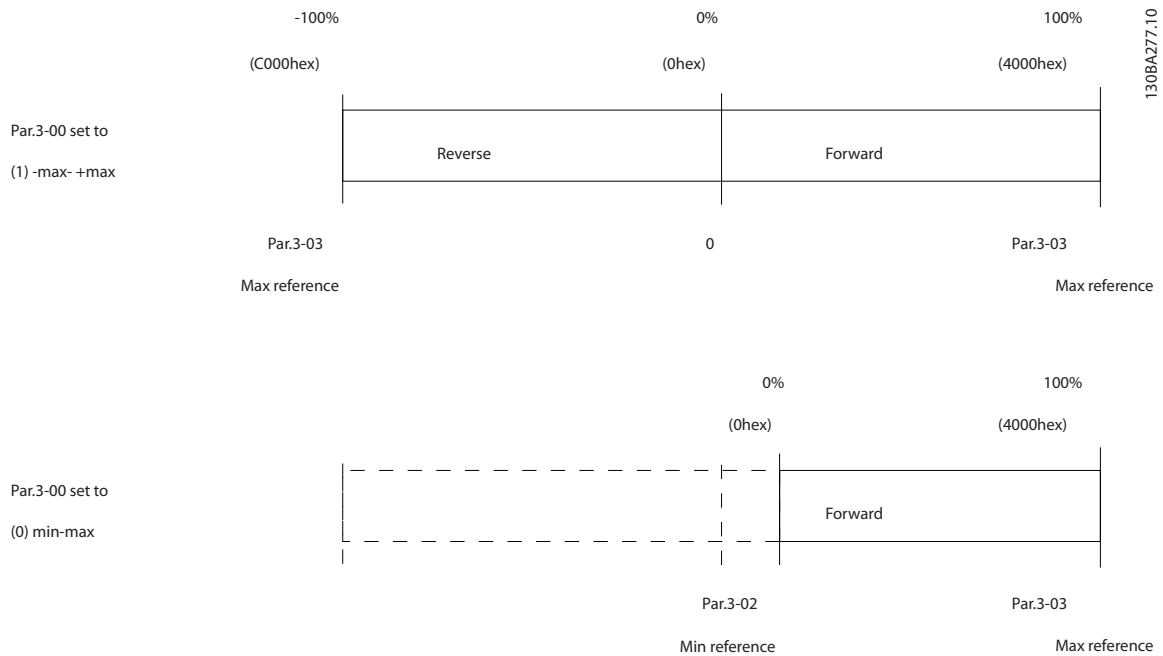 -100% 0% 100%
(C000hex) (0hex) (4000hex)
130BA277.10
Par.3-00 set to
(1) -max- +max
Reverse Forward
Par.3-03 0 Par.3-03
Max reference Max reference
0% 100%
(0hex) (4000hex)
Par.3-00 set to
(0) min-max
Forward
Par.3-02 Par.3-03
Min reference Max reference